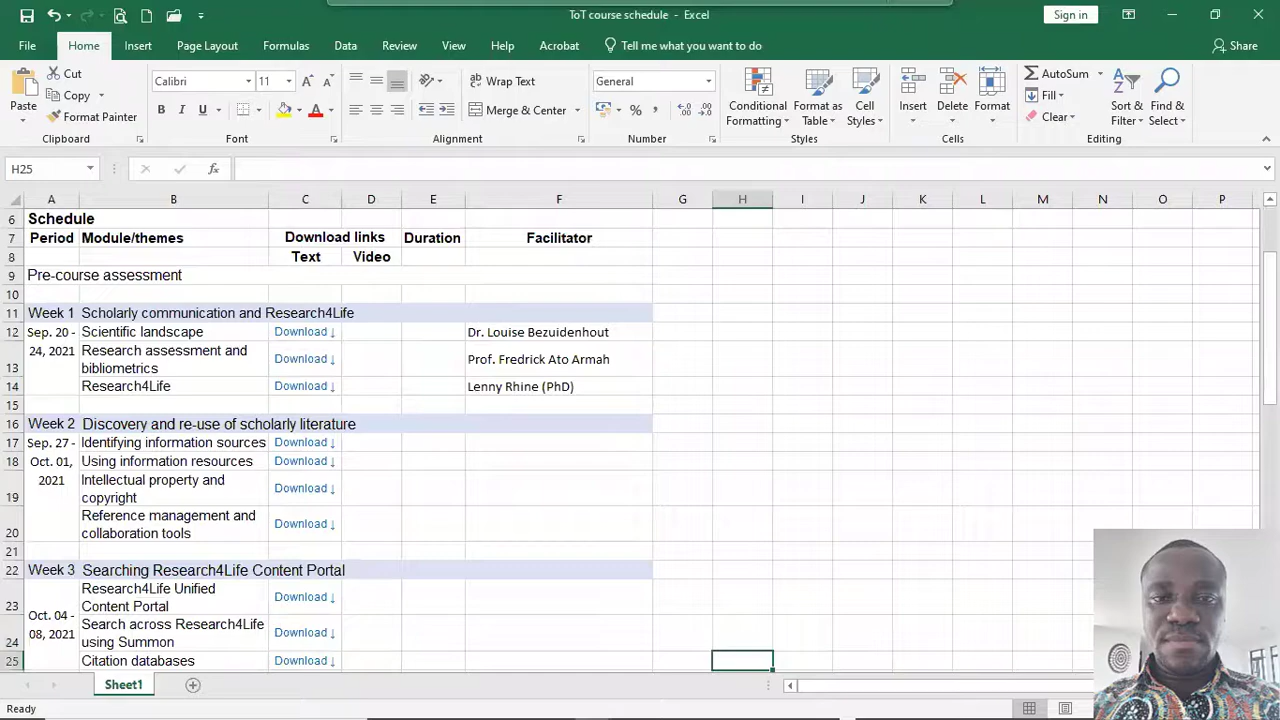 ToT course schedule - Excel
Sign in
File Home Insert Page Layout Formulas Data Review View Help Acrobat Tell me what you want to do Share
Paste
Cut
Copy
Format Painter
Clipboard
Calibri 11
B I U
A
Font
Wrap Text
Merge & Center
Alignment
General
% ,
Number
Conditional Formatting
Format as Table
Cell Styles
Styles
Insert Delete Format
Cells
AutoSum
Fill
Clear
Sort & Filter
Find & Select
Editing
H25 fx
A B C D E F G H I J K L M N O P
6 Schedule
7 Period Module/themes Download links Duration Facilitator
8 Text Video
9 Pre-course assessment
10
11 Week 1 Scholarly communication and Research4Life
12 Sep. 20 - Scientific landscape Download ↓ Dr. Louise Bezuidenhout
24, 2021 Research assessment and
13 bibliometrics Download ↓ Prof. Fredrick Ato Armah
14 Research4Life Download ↓ Lenny Rhine (PhD)
15
16 Week 2 Discovery and re-use of scholarly literature
17 Sep. 27 - Identifying information sources Download ↓
18 Oct. 01, Using information resources Download ↓
2021 Intellectual property and
19 copyright Download ↓
Reference management and
20 collaboration tools Download ↓
21
22 Week 3 Searching Research4Life Content Portal
Research4Life Unified
23 Content Portal Download ↓
Oct. 04 - Search across Research4Life
24 08, 2021 using Summon Download ↓
25 Citation databases Download ↓
Sheet1
Ready